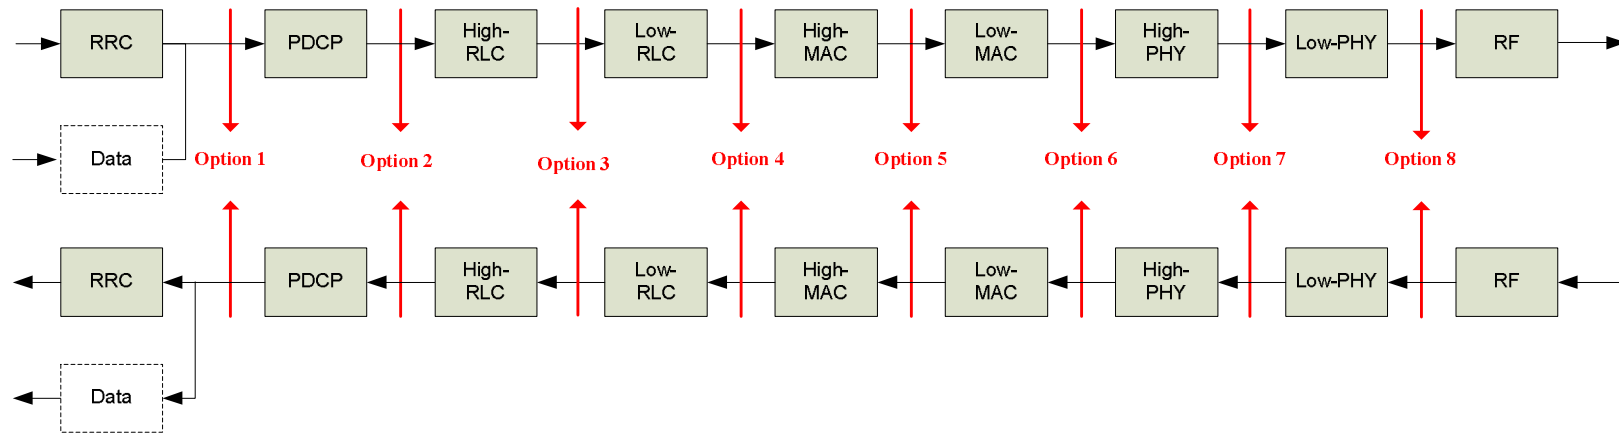 RRC
PDCP
High-
RLC
Low-
RLC
High-
MAC
Low-
MAC
High-
PHY
Low-PHY
RF
Data
Option 1
Option 2
Option 3
Option 4
Option 5
Option 6
Option 7
Option 8
RRC
PDCP
High-
RLC
Low-
RLC
High-
MAC
Low-
MAC
High-
PHY
Low-PHY
RF
Data